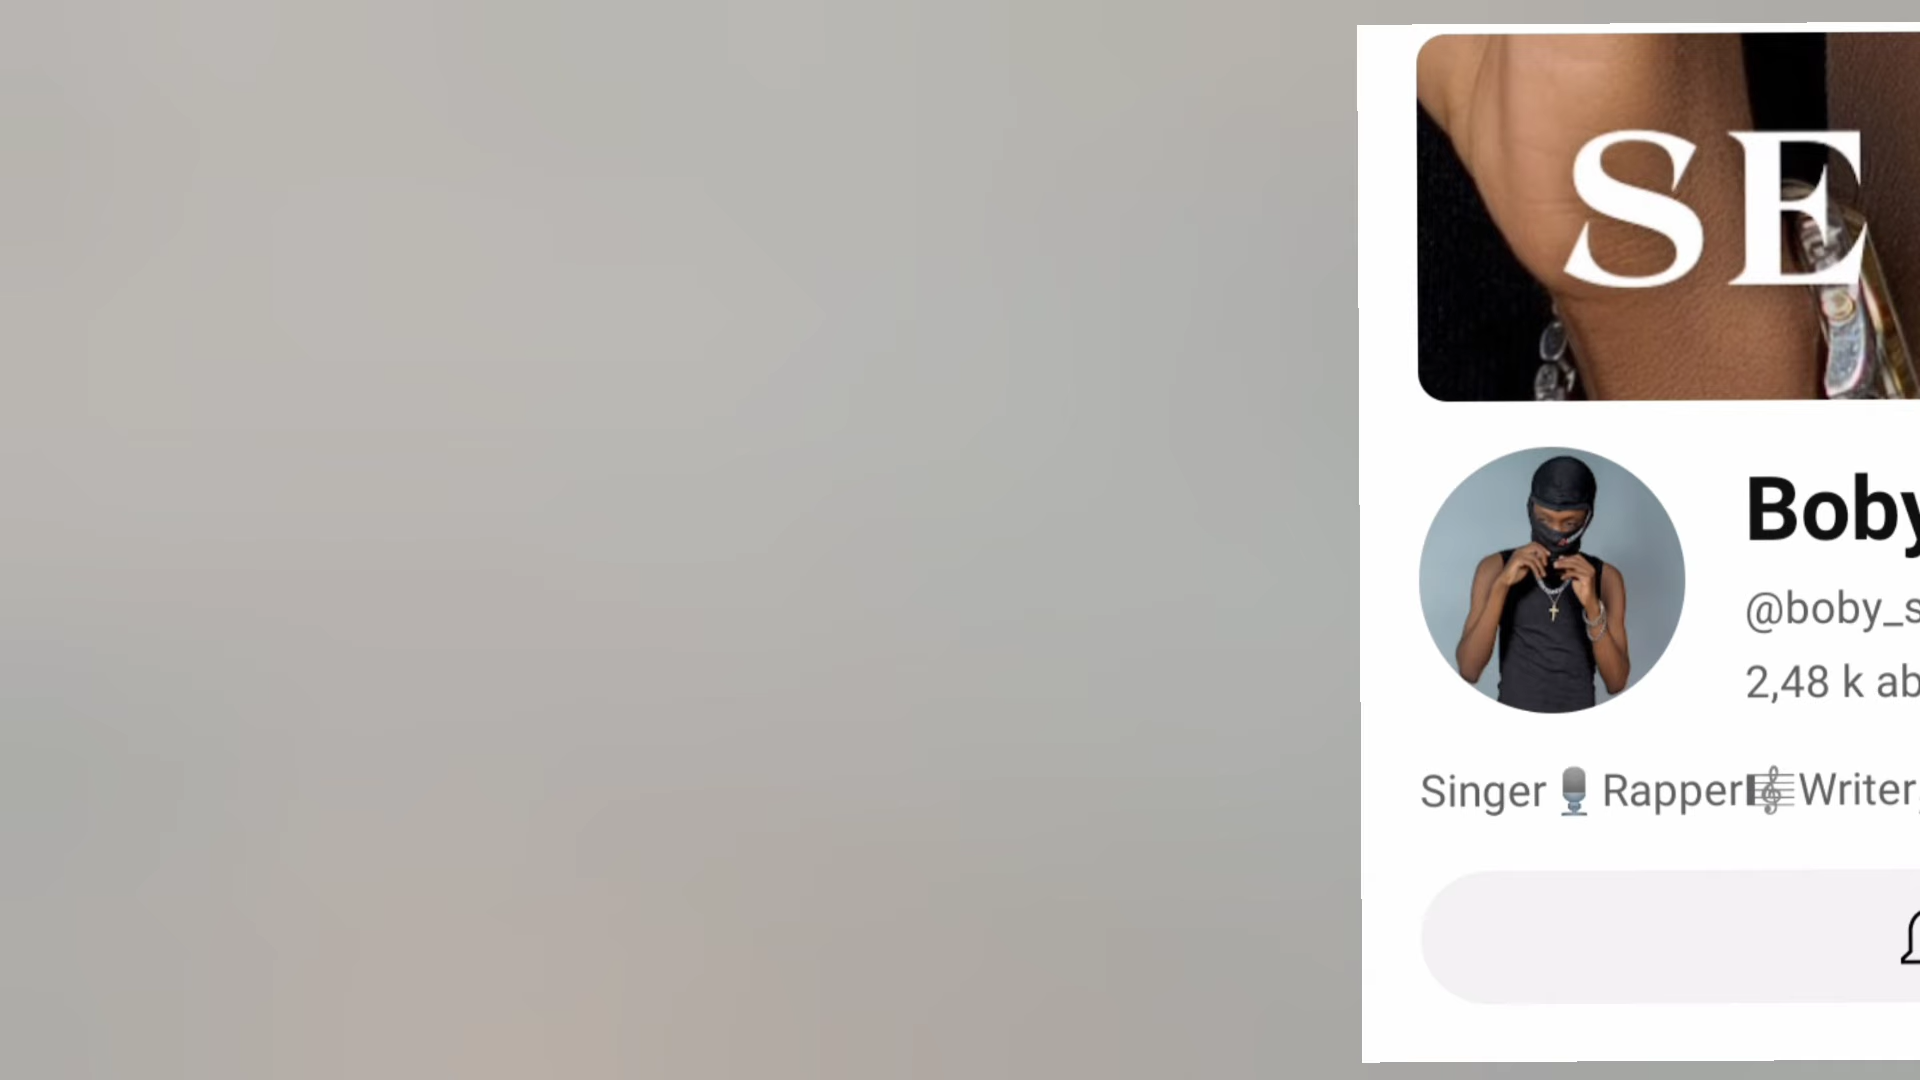 SE
Boby
@boby_s
2,48 k ab
Singer🎙️Rapper🎼Writer